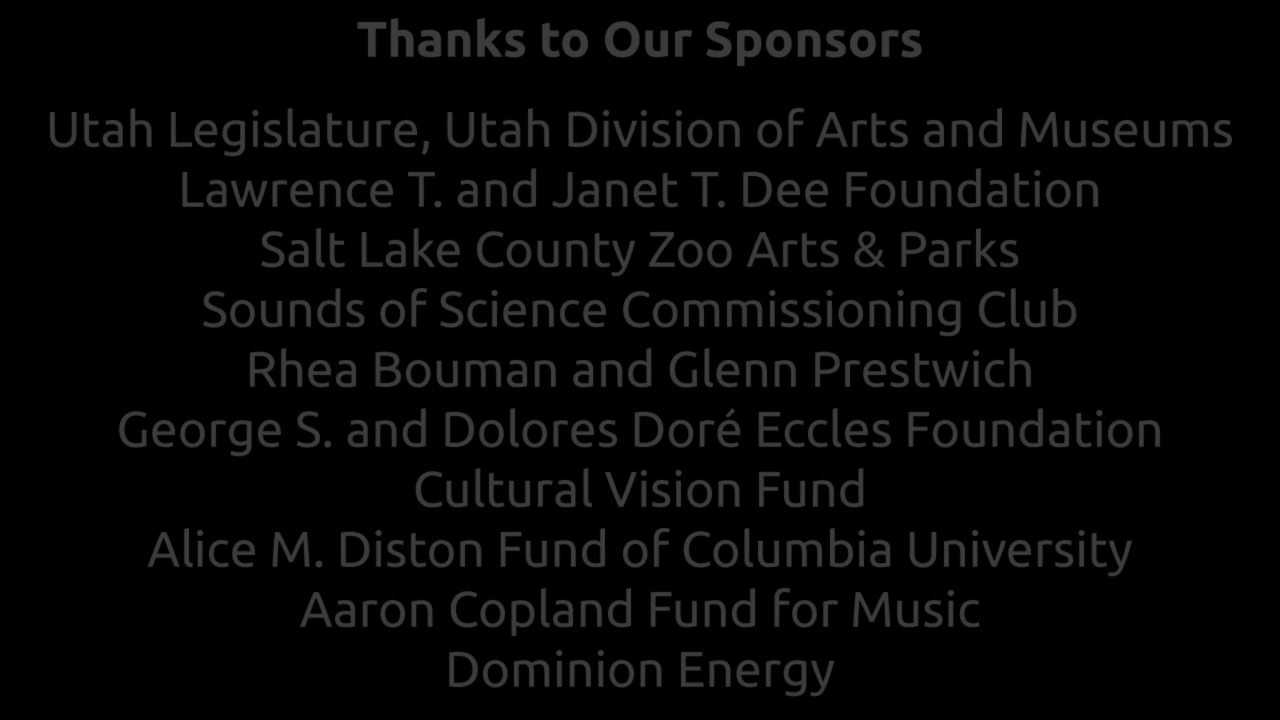 Thanks to Our Sponsors
Utah Legislature, Utah Division of Arts and Museums
Lawrence T. and Janet T. Dee Foundation
Salt Lake County Zoo Arts & Parks
Sounds of Science Commissioning Club
Rhea Bouman and Glenn Prestwich
George S. and Dolores Doré Eccles Foundation
Cultural Vision Fund
Alice M. Diston Fund of Columbia University
Aaron Copland Fund for Music
Dominion Energy